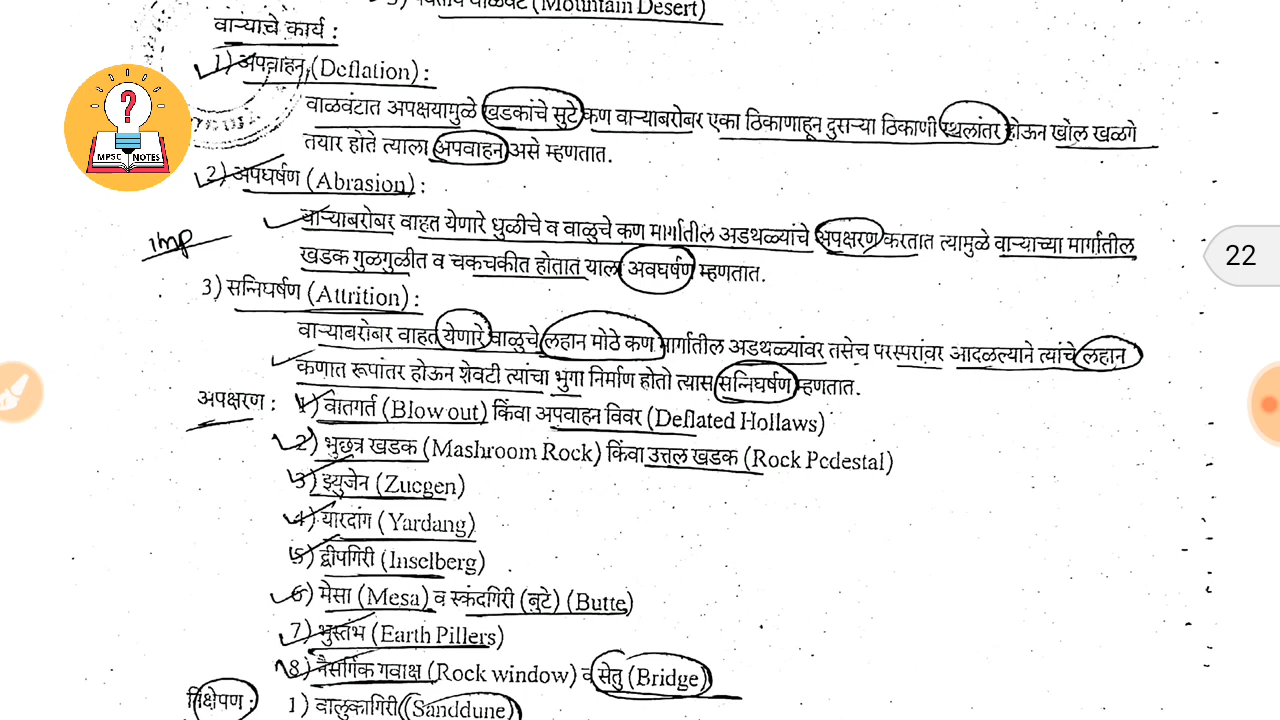 (Mountain Desert)
वाऱ्याचे कार्य :
1) अपवाहन (Deflation) :
वाळवंटात अपक्षयामुळे खडकांचे सुटे कण वाऱ्याबरोबर एका ठिकाणाहून दुसऱ्या ठिकाणी स्थलांतर होऊन खोल खळगे
तयार होते त्याला अपवाहन असे म्हणतात.
2) अपघर्षण (Abrasion) :
वाऱ्याबरोबर वाहत येणारे धुळीचे व वाळुचे कण मार्गातील अडथळ्यांचे अपक्षरण करतात त्यामुळे वाऱ्याच्या मार्गातील
imp
खडक गुळगुळीत व चकचकीत होतात याला अवघर्षण म्हणतात.
3) सन्निघर्षण (Attrition) :
वाऱ्याबरोबर वाहत येणारे वाळुचे लहान मोठे कण मार्गातील अडथळ्यांवर तसेच परस्परांवर आदळल्याने त्यांचे लहान
कणात रूपांतर होऊन शेवटी त्यांचा भुगा निर्माण होतो त्यास सन्निघर्षण म्हणतात.
अपक्षरण : 1) वातगर्त (Blow out) किंवा अपवाहन विवर (Deflated Hollaws)
2) भुछत्र खडक (Mashroom Rock) किंवा उत्तल खडक (Rock Pedestal)
3) झ्युजेन (Zuegen)
4) यारदांग (Yardang)
5) द्वीपगिरी (Inselberg)
6) मेसा (Mesa) व स्कंदगिरी (बुटे) (Butte)
7) भुस्तंभ (Earth Pillers)
8) नैसर्गिक गवाक्ष (Rock window) व सेतु (Bridge)
निक्षेपण : 1) वालुकागिरी (Sanddune)
MPSC NOTES
22